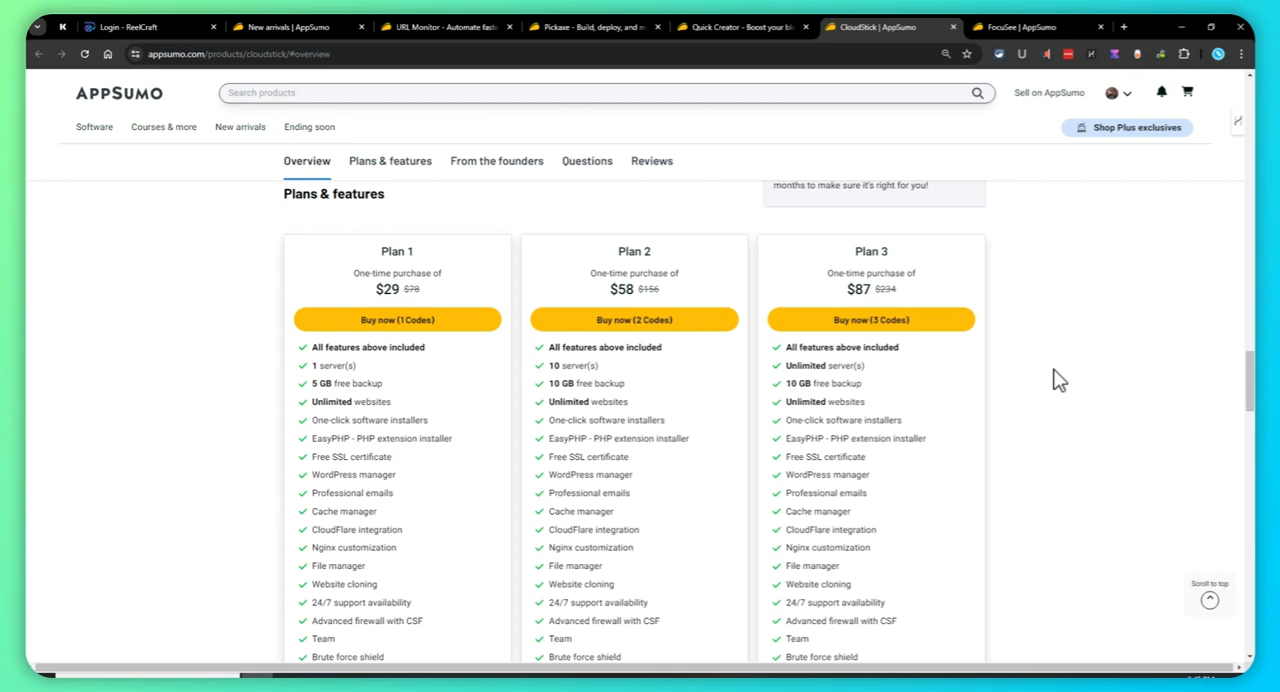 Login - ReelCraft
New arrivals | AppSumo
URL Monitor - Automate faste
Pickaxe - Build, deploy, and m
Quick Creator - Boost your bl
CloudStick | AppSumo
FocuSee | AppSumo
appsumo.com/products/cloudstick/#overview
APPSUMO
Search products
Sell on AppSumo
Software
Courses & more
New arrivals
Ending soon
Shop Plus exclusives
Overview
Plans & features
From the founders
Questions
Reviews
Plans & features
months to make sure it's right for you!
Plan 1
One-time purchase of
$29 $78
Buy now (1 Codes)
All features above included
1 server(s)
5 GB free backup
Unlimited websites
One-click software installers
EasyPHP - PHP extension installer
Free SSL certificate
WordPress manager
Professional emails
Cache manager
CloudFlare integration
Nginx customization
File manager
Website cloning
24/7 support availability
Advanced firewall with CSF
Team
Brute force shield
Plan 2
One-time purchase of
$58 $156
Buy now (2 Codes)
All features above included
10 server(s)
10 GB free backup
Unlimited websites
One-click software installers
EasyPHP - PHP extension installer
Free SSL certificate
WordPress manager
Professional emails
Cache manager
CloudFlare integration
Nginx customization
File manager
Website cloning
24/7 support availability
Advanced firewall with CSF
Team
Brute force shield
Plan 3
One-time purchase of
$87 $234
Buy now (3 Codes)
All features above included
Unlimited server(s)
10 GB free backup
Unlimited websites
One-click software installers
EasyPHP - PHP extension installer
Free SSL certificate
WordPress manager
Professional emails
Cache manager
CloudFlare integration
Nginx customization
File manager
Website cloning
24/7 support availability
Advanced firewall with CSF
Team
Brute force shield
Scroll to top